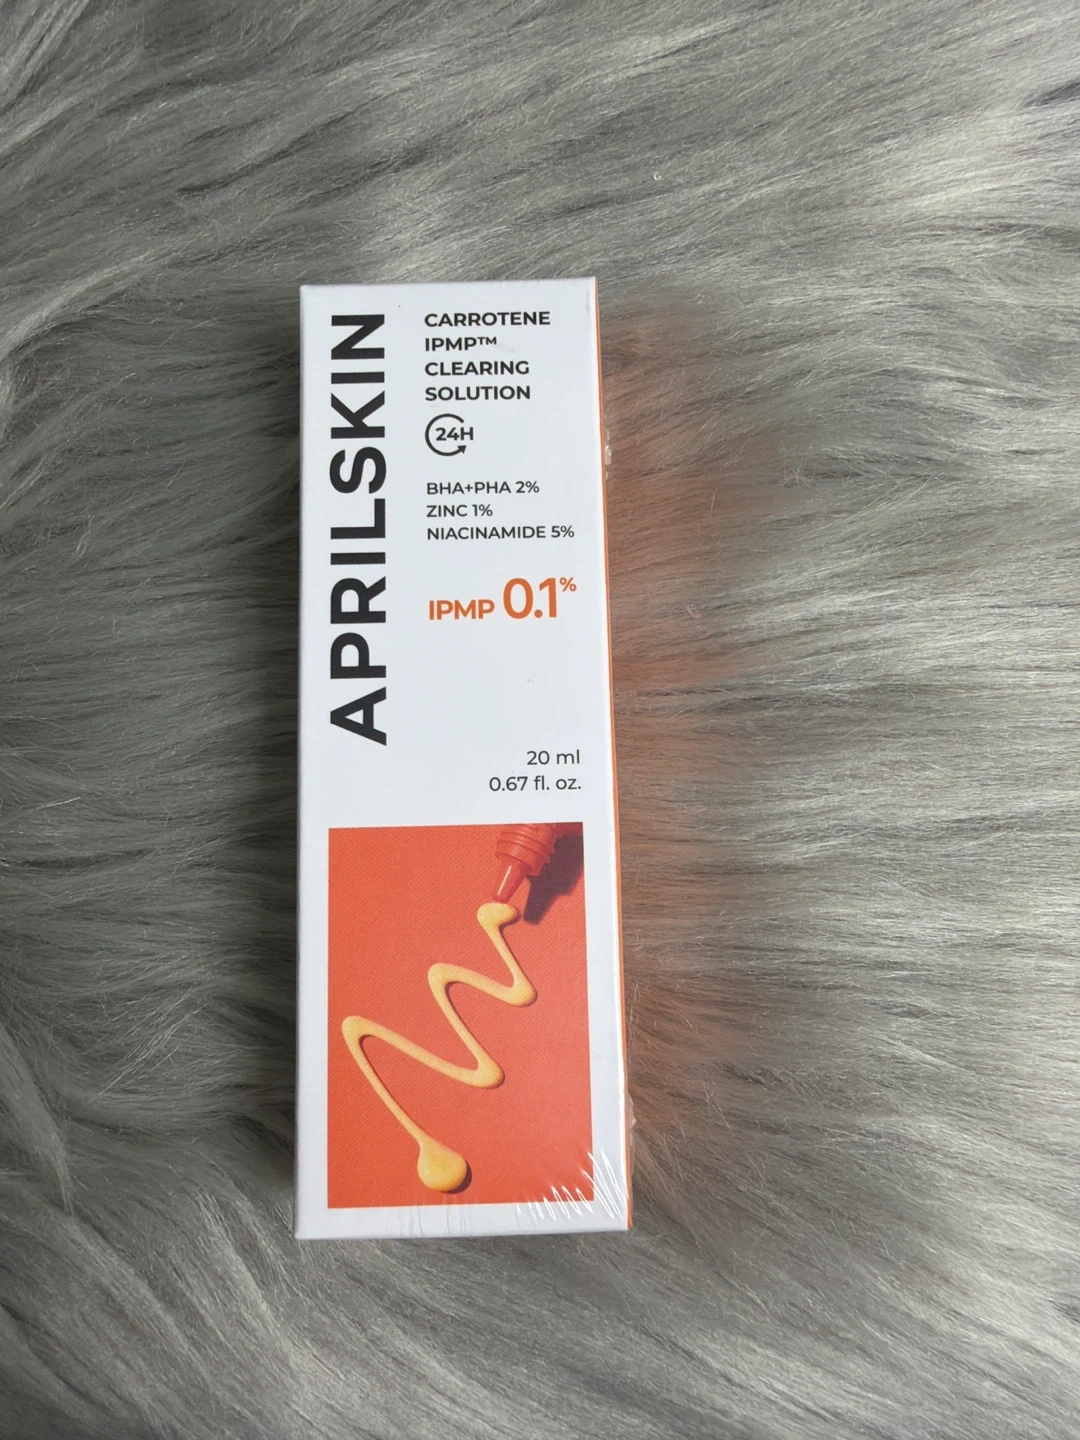 APRILSKIN
CARROTENE
IPMP™
CLEARING
SOLUTION
24H
BHA+PHA 2%
ZINC 1%
NIACINAMIDE 5%
IPMP 0.1%
20 ml
0.67 fl. oz.